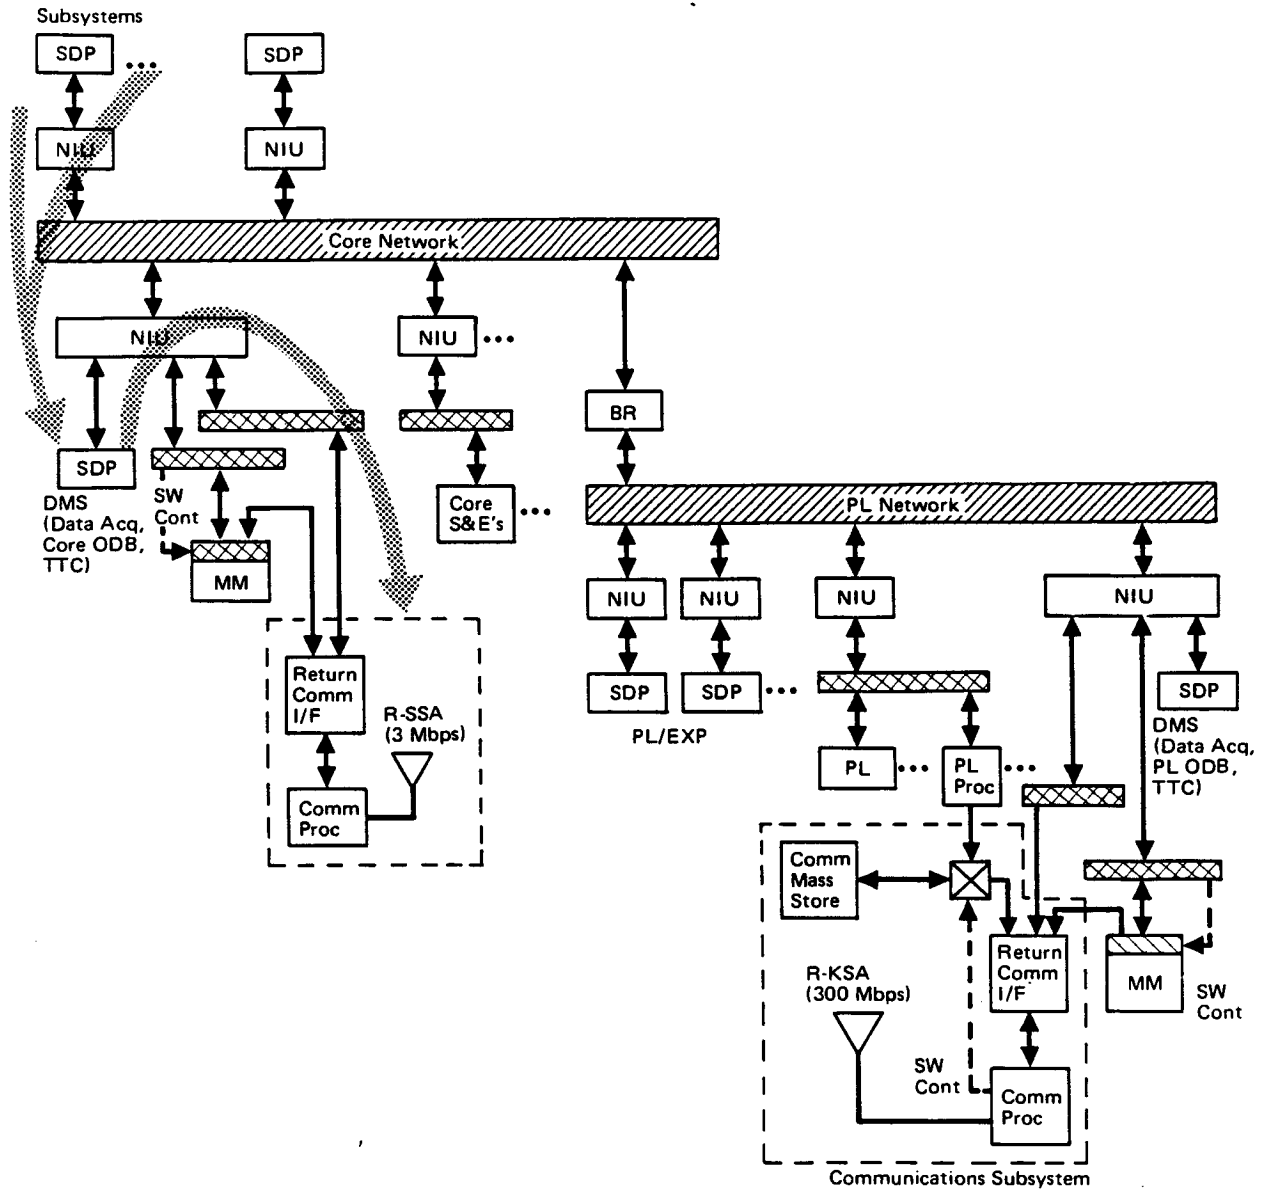 Subsystems
SDP
SDP
NIU
NIU
Core Network
NIU
NIU
BR
SDP
DMS
(Data Acq,
Core ODB,
TTC)
SW
Cont
MM
Core
S&E's
PL Network
NIU
NIU
NIU
NIU
SDP
SDP
PL/EXP
PL
PL
Proc
SDP
DMS
(Data Acq,
PL ODB,
TTC)
Return
Comm
I/F
R-SSA
(3 Mbps)
Comm
Proc
Comm
Mass
Store
Return
Comm
I/F
MM
SW
Cont
R-KSA
(300 Mbps)
SW
Cont
Comm
Proc
Communications Subsystem